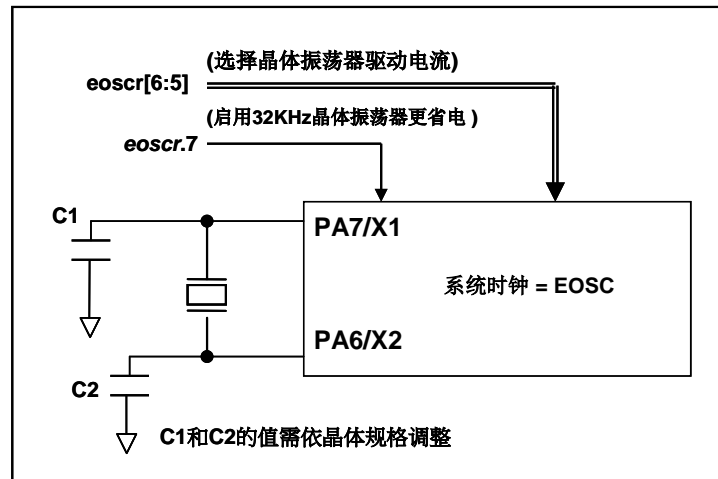 (选择晶体振荡器驱动电流)
eoscr[6:5]
(启用32KHz晶体振荡器更省电 )
eoscr.7
C1
PA7/X1
系统时钟 = EOSC
PA6/X2
C2
C1和C2的值需依晶体规格调整